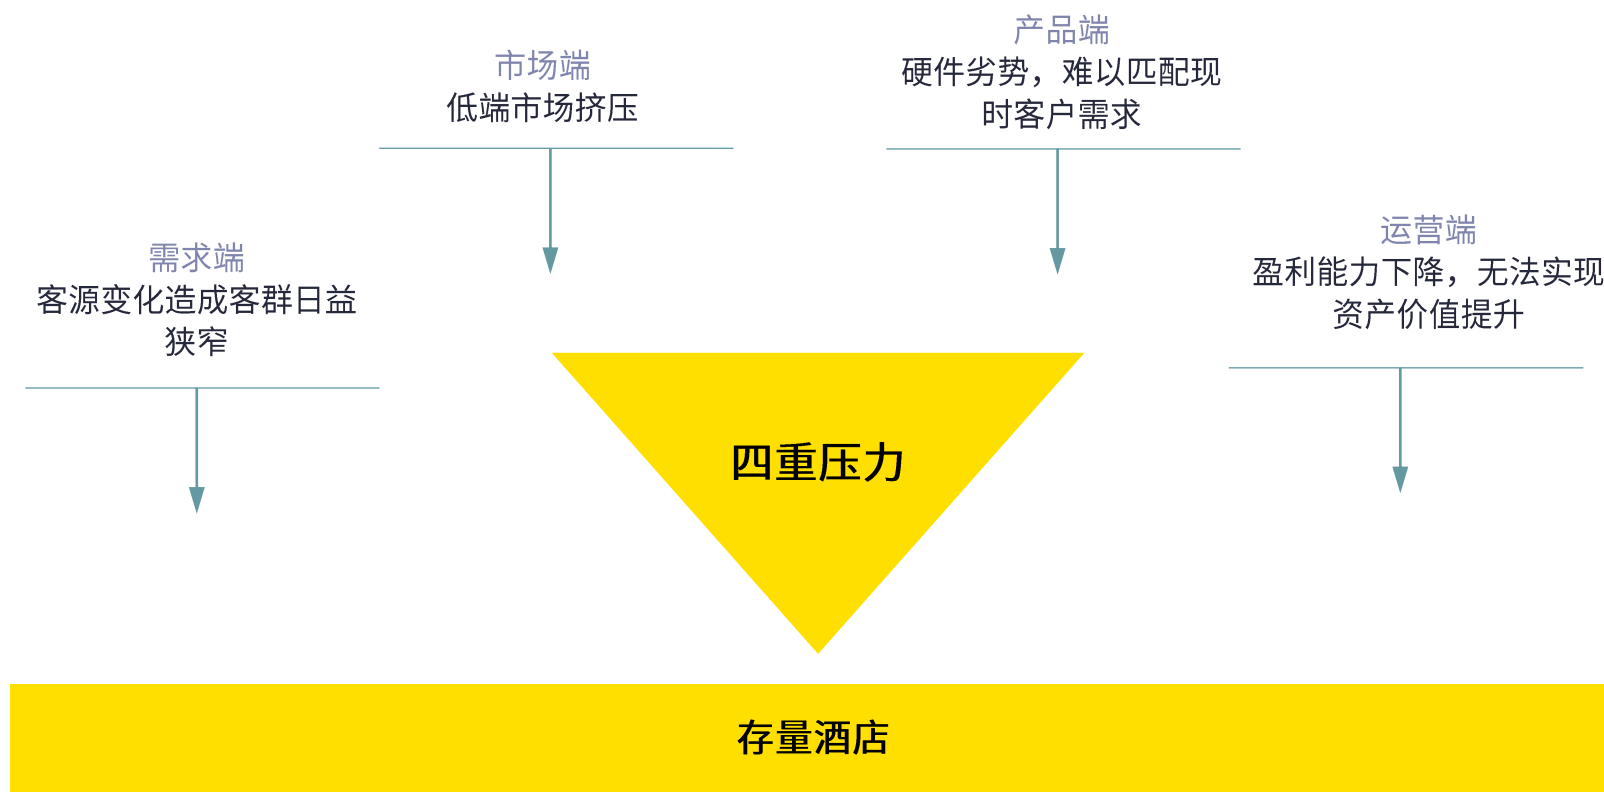 市场端
低端市场挤压
产品端
硬件劣势，难以匹配现
时客户需求
需求端
客源变化造成客群日益
狭窄
运营端
盈利能力下降，无法实现
资产价值提升
四重压力
存量酒店